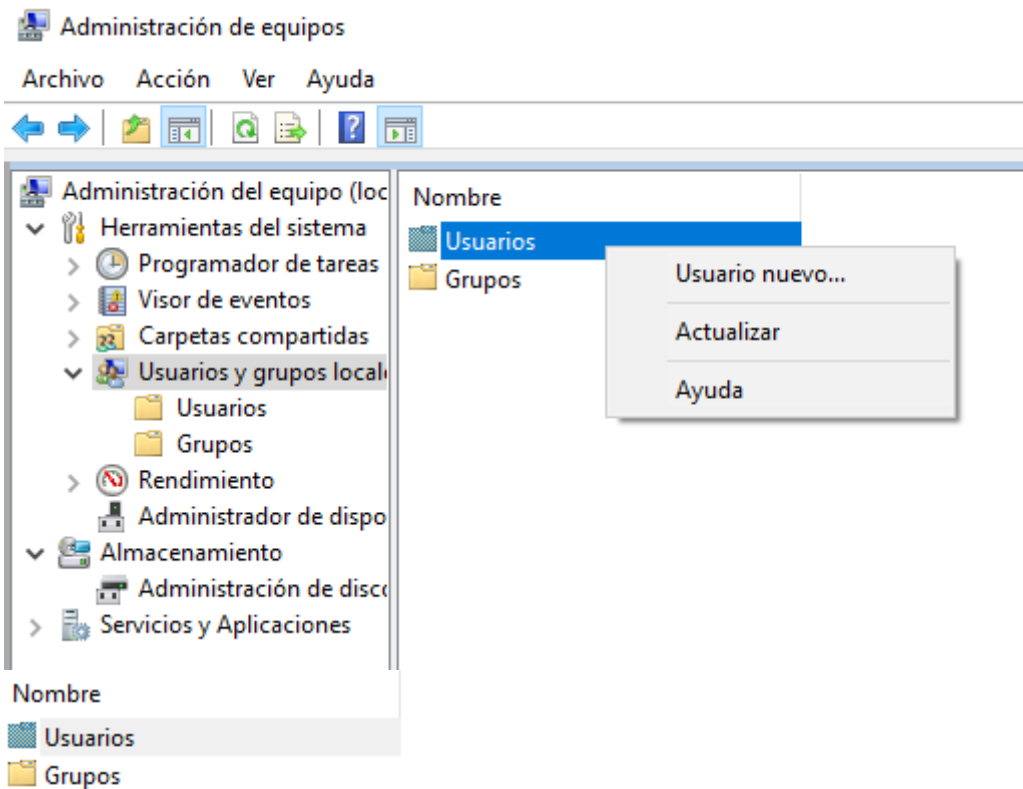 Administración de equipos
Archivo Acción Ver Ayuda
Administración del equipo (loc
Herramientas del sistema
Programador de tareas
Visor de eventos
Carpetas compartidas
Usuarios y grupos local
Usuarios
Grupos
Rendimiento
Administrador de dispo
Almacenamiento
Administración de disc
Servicios y Aplicaciones
Nombre
Usuarios
Grupos
Usuario nuevo...
Actualizar
Ayuda
Nombre
Usuarios
Grupos